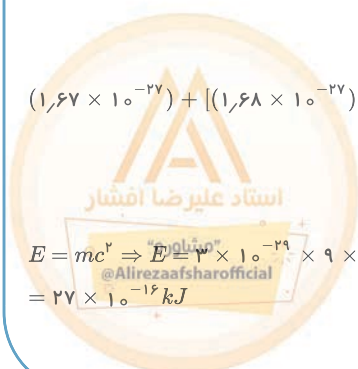 (۱٫۶۷ × ۱۰^−۲۷) + [(۱٫۶۸ × ۱۰^−۲۷)
استاد علیرضا افشار
"مشاوره"
@Alirezaafsharofficial
E = mc^۲ ⇒ E = ۳ × ۱۰^−۲۹ × ۹ ×
= ۲۷ × ۱۰^−۱۶ kJ